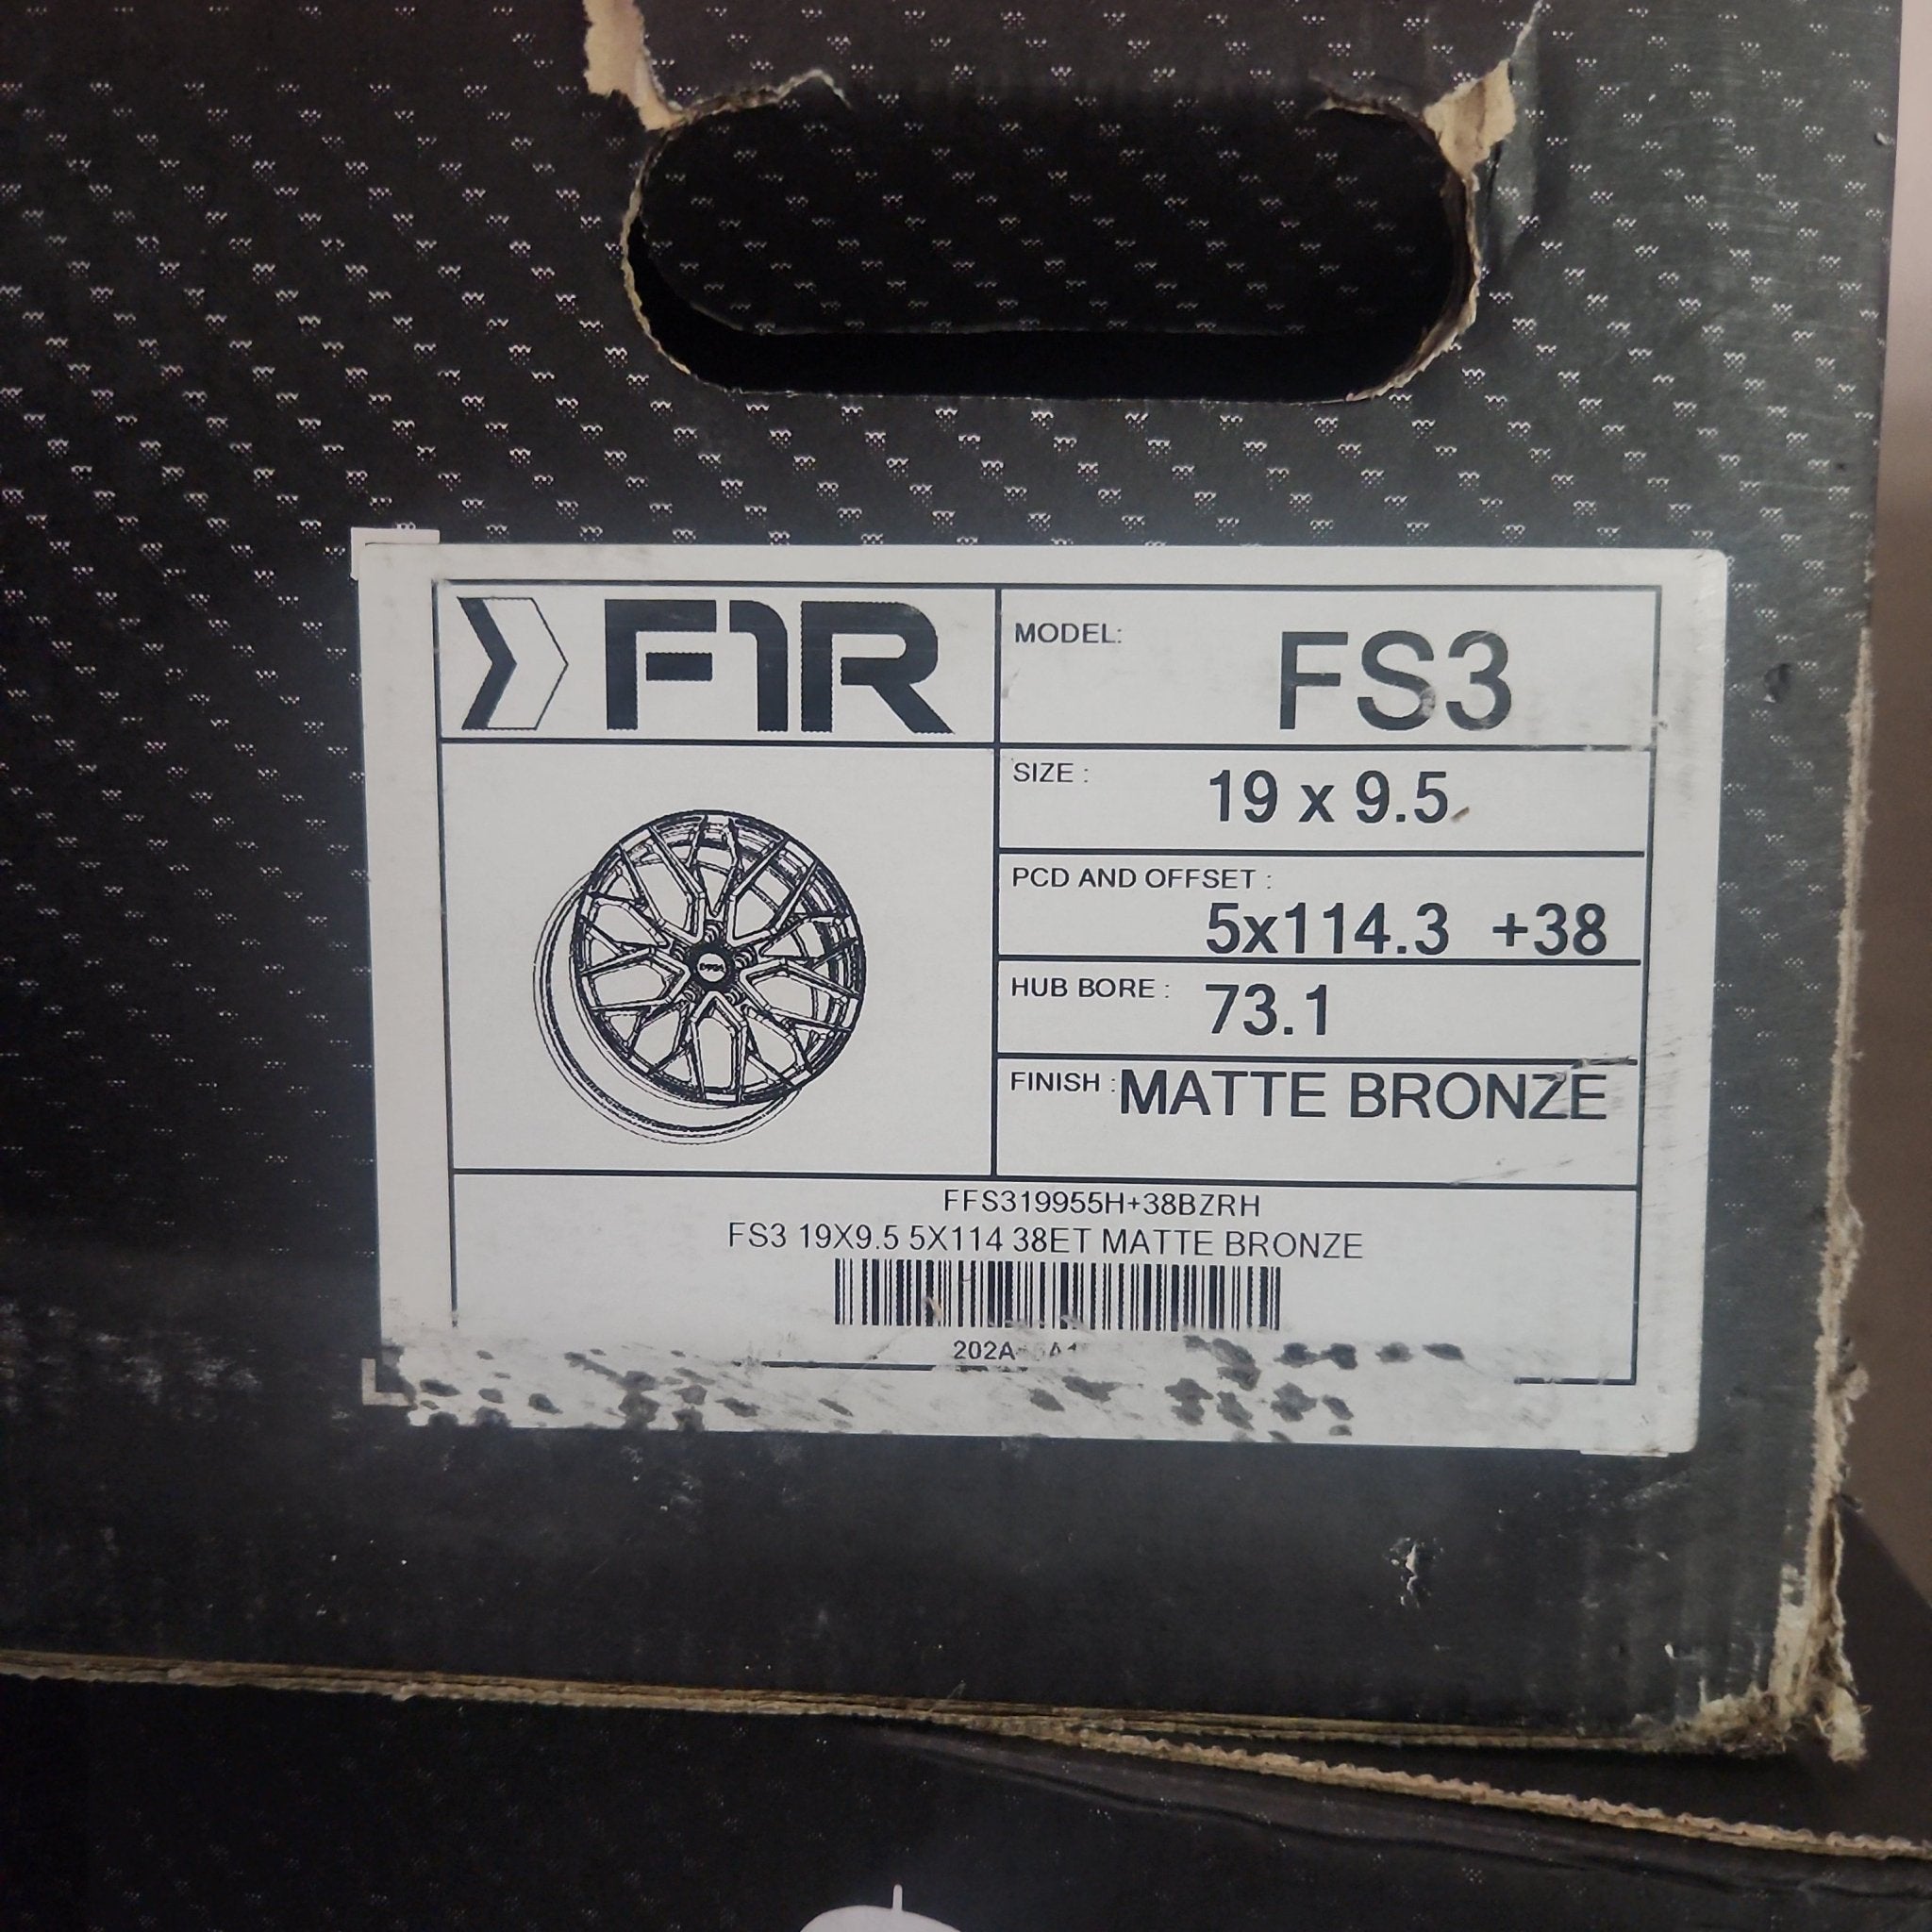 F1R
MODEL: FS3
SIZE : 19 x 9.5
PCD AND OFFSET :
5x114.3 +38
HUB BORE : 73.1
FINISH : MATTE BRONZE
FFS319955H+38BZRH
FS3 19X9.5 5X114 38ET MATTE BRONZE